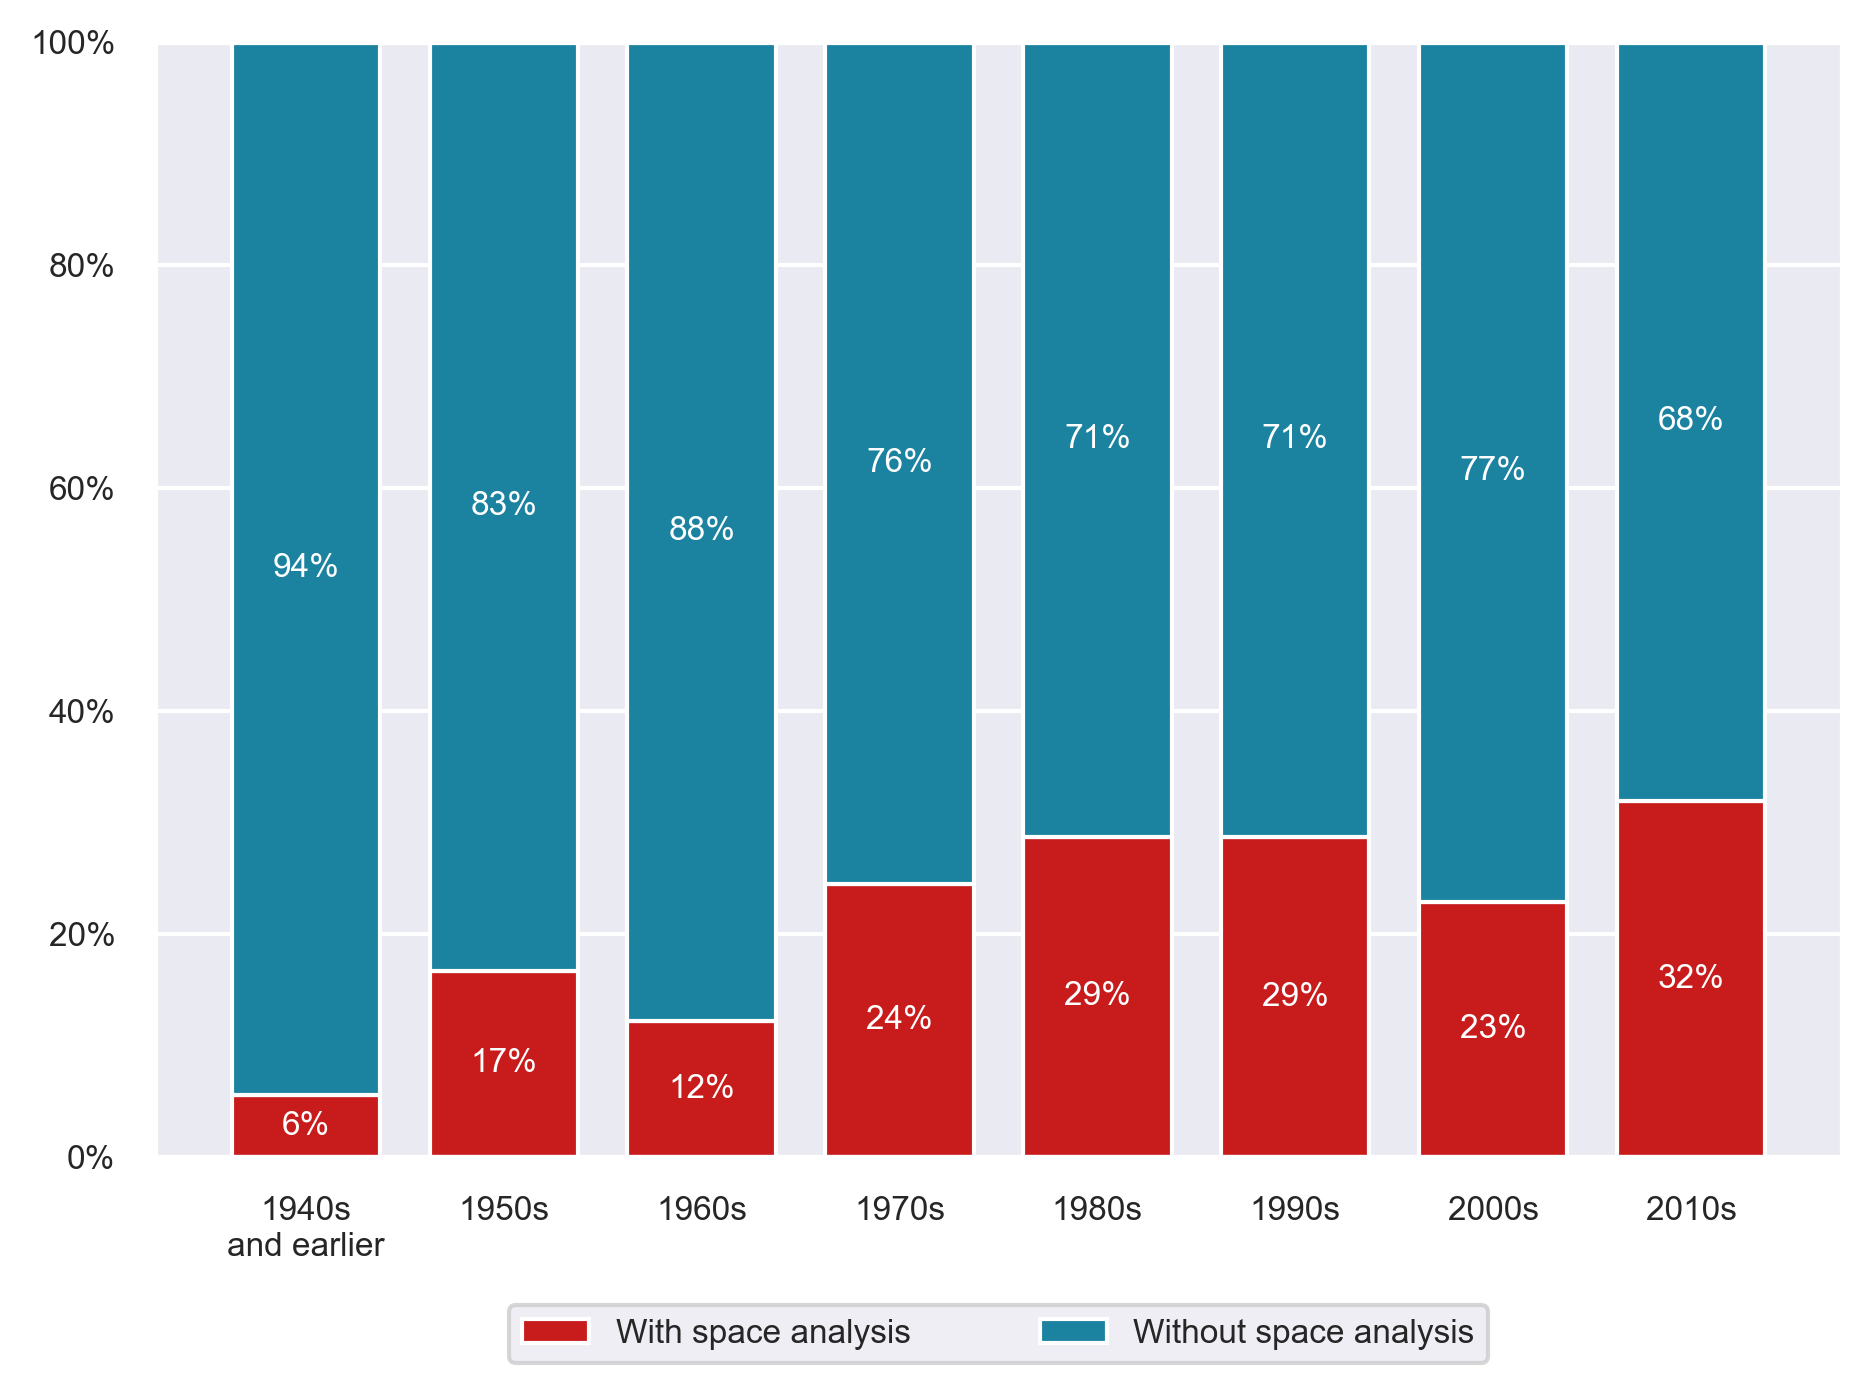 100%
80%
60%
40%
20%
0%
94%
83%
88%
76%
71%
71%
77%
68%
6%
17%
12%
24%
29%
29%
23%
32%
1940s
and earlier
1950s
1960s
1970s
1980s
1990s
2000s
2010s
With space analysis
Without space analysis